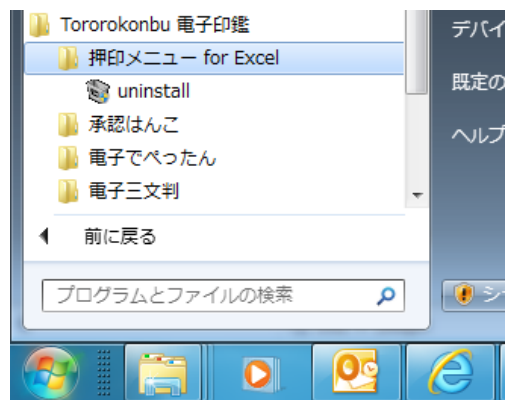 Tororokonbu 電子印鑑
押印メニュー for Excel
uninstall
承認はんこ
電子でぺったん
電子三文判
前に戻る
プログラムとファイルの検索
デバイ
既定の
ヘルプ
シ